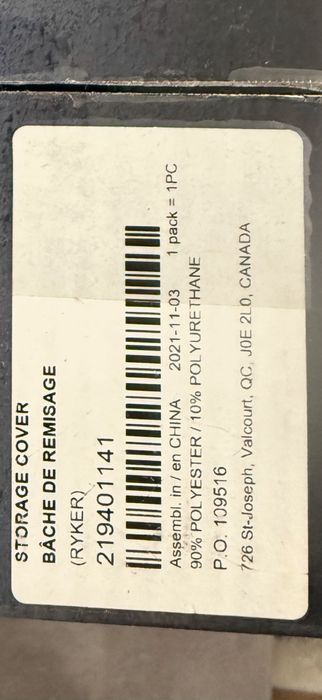 STORAGE COVER
BÂCHE DE REMISAGE
(RYKER)
219401141
Assembl. in / en CHINA 2021-11-03 1 pack = 1PC
90% POLYESTER / 10% POLYURETHANE
P.O. 109516
726 St-Joseph, Valcourt, QC, J0E 2L0, CANADA